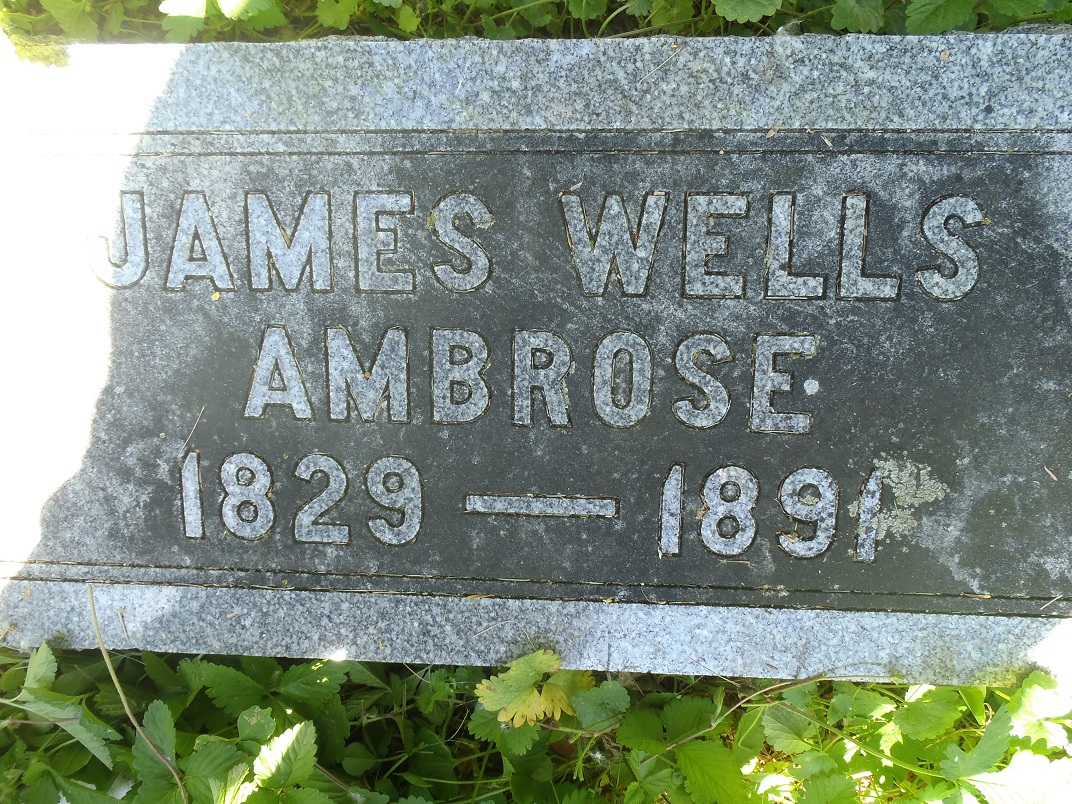 JAMES WELLS
AMBROSE
1829 — 1891